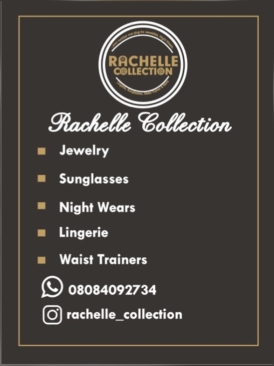 RACHELLE
COLLECTION
Rachelle Collection
Jewelry
Sunglasses
Night Wears
Lingerie
Waist Trainers
08084092734
rachelle_collection